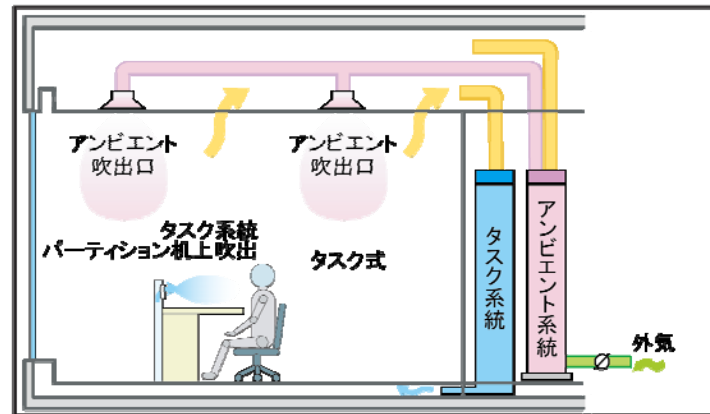 アンビエント
吹出口
アンビエント
吹出口
タスク系統
パーティション机上吹出
タスク式
タスク系統
アンビエント系統
外気